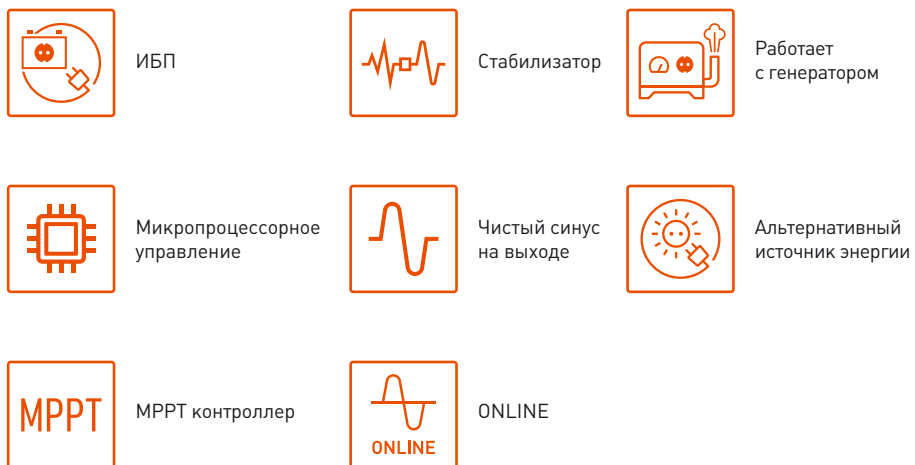 ИБП
Стабилизатор
Работает
с генератором
Микропроцессорное
управление
Чистый синус
на выходе
Альтернативный
источник энергии
MPPT
MPPT контроллер
ONLINE
ONLINE